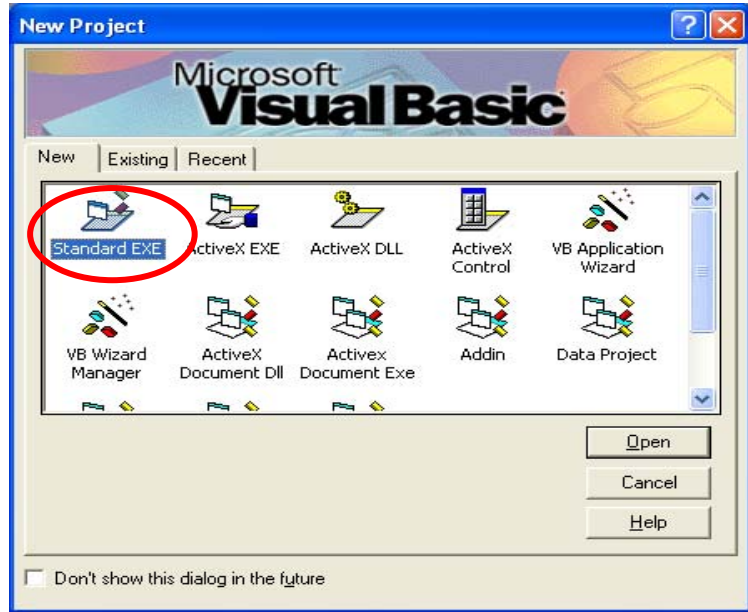 New Project
Microsoft
Visual Basic
New Existing Recent
Standard EXE ActiveX EXE ActiveX DLL ActiveX Control VB Application Wizard
VB Wizard Manager ActiveX Document Dll Activex Document Exe Addin Data Project
Open
Cancel
Help
Don't show this dialog in the future